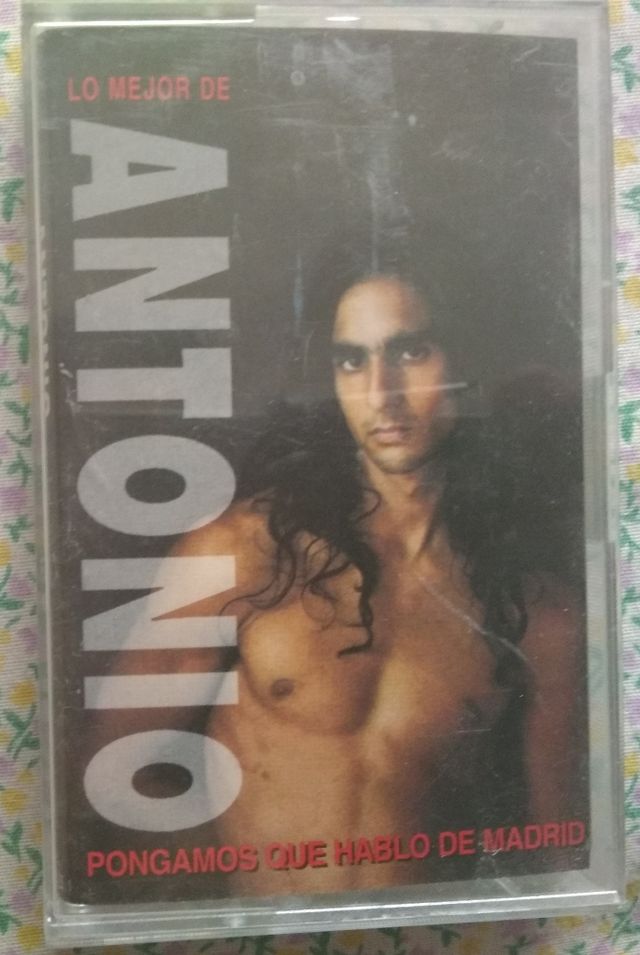 LO MEJOR DE
ANTONIO
PONGAMOS QUE HABLO DE MADRID